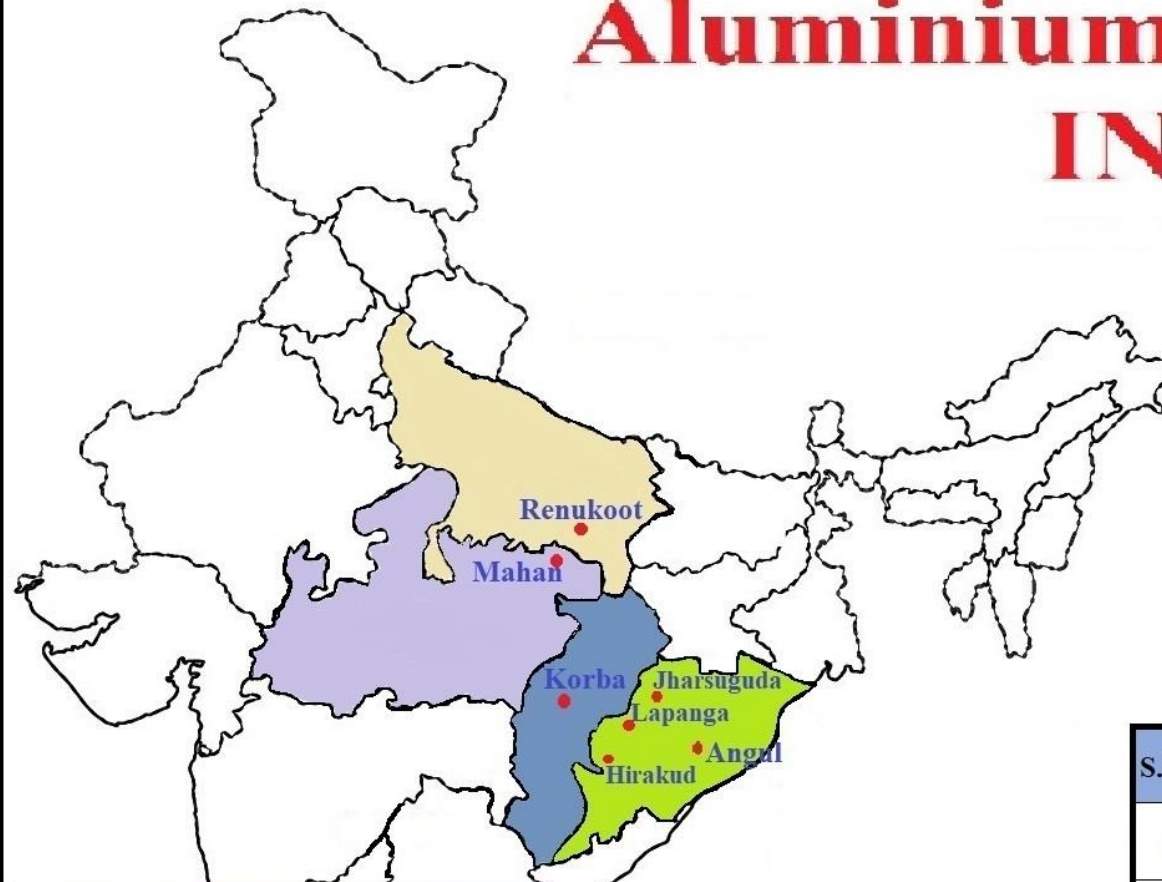 Aluminium
IN
Renukoot
Mahan
Korba
Jharsuguda
Lapanga
Angul
Hirakud
S.